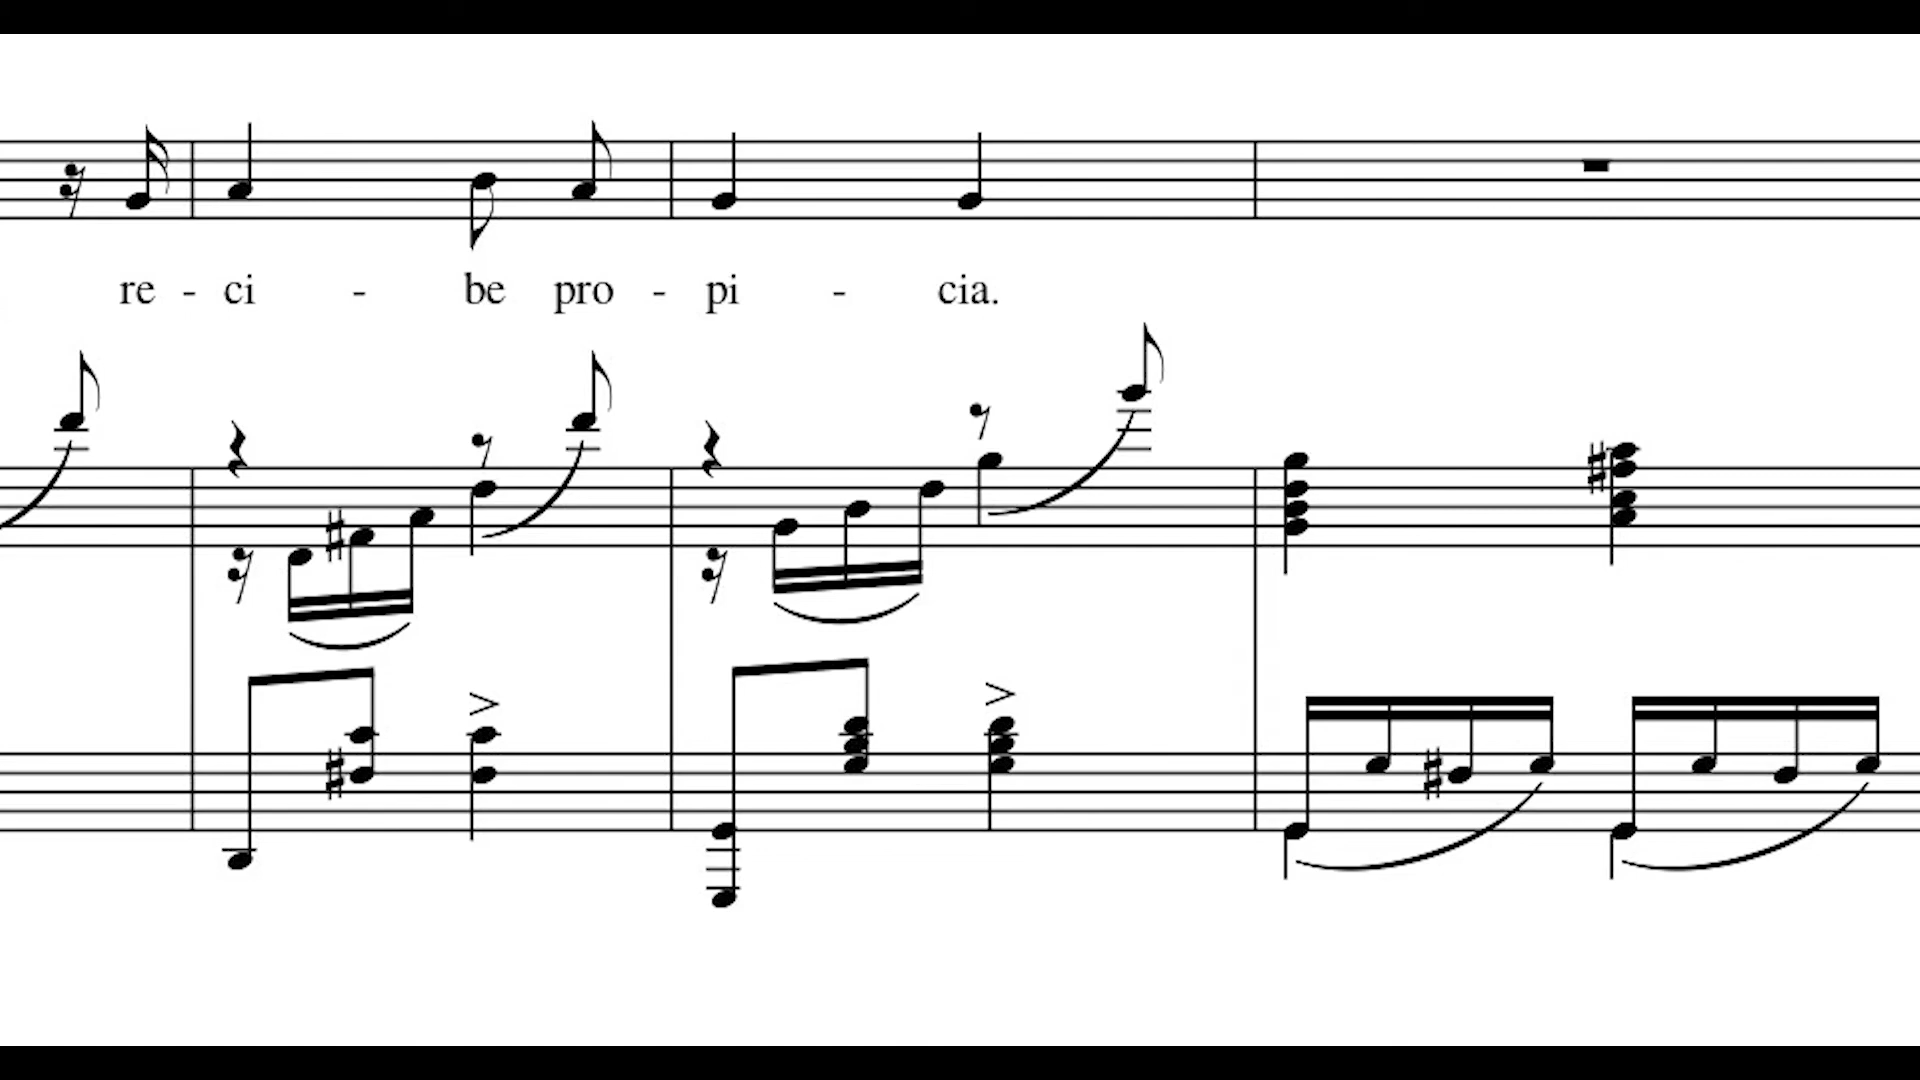 re - ci - be pro - pi - cia.